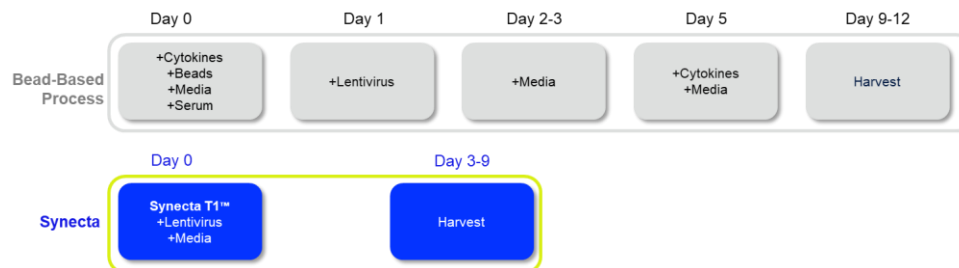 Day 0
Day 1
Day 2-3
Day 5
Day 9-12
Bead-Based
Process
+Cytokines
+Beads
+Media
+Serum
+Lentivirus
+Media
+Cytokines
+Media
Harvest
Day 0
Day 3-9
Synecta
Synecta T1™
+Lentivirus
+Media
Harvest